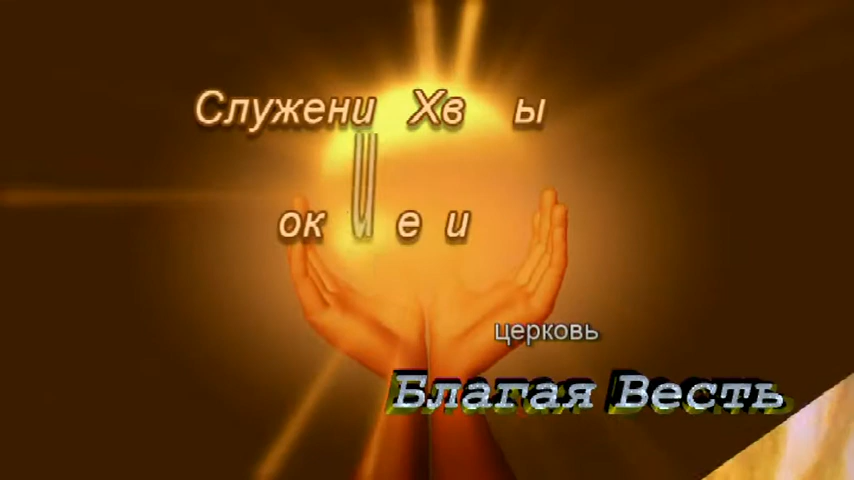 Служени Хв ы
ок и е и
церковь
Благая Весть